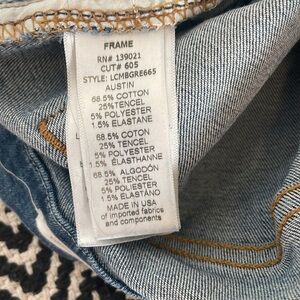 FRAME
RN# 139021
CUT# 605
STYLE: LCMBGRE665
AUSTIN
68.5% COTTON
25%TENCEL
5% POLYESTER
1.5% ELASTANE
68.5% COTON
25% TENCEL
5% POLYESTER
1.5% ÉLASTHANNE
68.5% ALGODÓN
25% TENCEL
5% POLIESTER
1.5% ELASTÁNO
MADE IN USA
of imported fabrics
and components